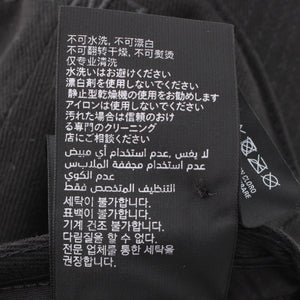 不可水洗、不可漂白
不可翻转干燥、不可熨烫
仅专业清洗
水洗いはお避けください
漂白剤を使用しないでください
静止型乾燥機の使用をお勧めします
アイロンは使用しないでください
汚れた場合は信頼のおけ
る専門のクリーニング
店にご相談ください
لا يغسل ,عدم استخدام أي مبيض
عدم استخدام مجففة الملابس
عدم الكوي
التنظيف المتخصص فقط
세탁이 불가합니다.
표백이 불가합니다.
기계 건조 불가합니다.
다림질을 할 수 없습니다.
전문 업체를 통한 세탁을
권장합니다.
CLORO